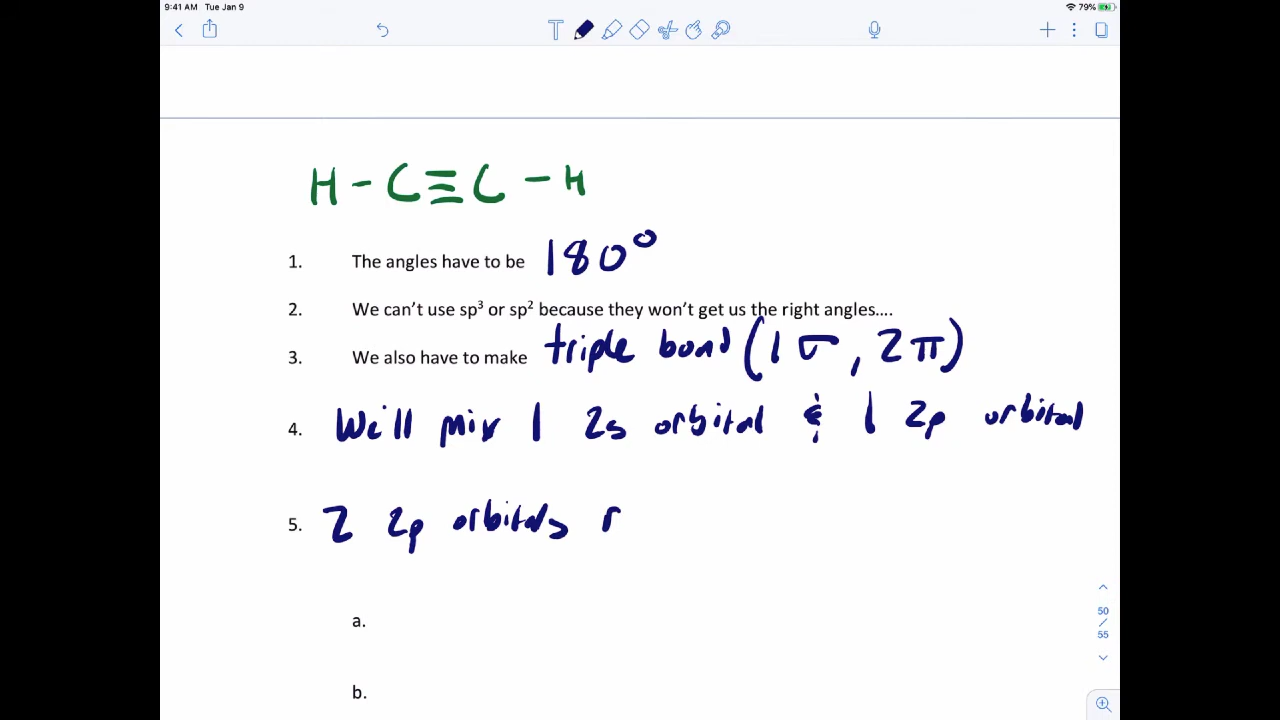 9:41 AM Tue Jan 9
79%
H - C ≡ C - H
1. The angles have to be 180°
2. We can't use sp³ or sp² because they won't get us the right angles....
3. We also have to make triple bond (1 σ, 2 π)
4. We'll mix 1 2s orbital & 1 2p orbital
5. 2 2p orbitals r
a.
b.
50
/
55